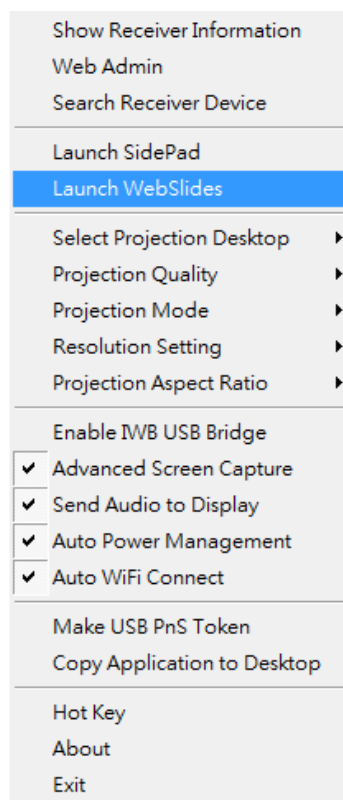 Show Receiver Information
Web Admin
Search Receiver Device
Launch SidePad
Launch WebSlides
Select Projection Desktop
Projection Quality
Projection Mode
Resolution Setting
Projection Aspect Ratio
Enable IWB USB Bridge
Advanced Screen Capture
Send Audio to Display
Auto Power Management
Auto WiFi Connect
Make USB PnS Token
Copy Application to Desktop
Hot Key
About
Exit